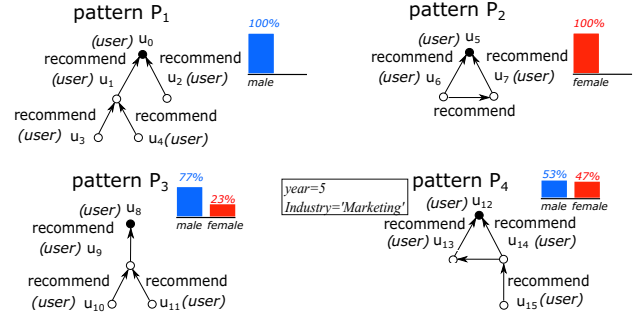 pattern P1
100%
(user) u0
recommend recommend
(user) u1 u2 (user)
male
recommend recommend
(user) u3 u4 (user)
pattern P2
100%
(user) u5
recommend recommend
(user) u6 u7 (user)
female
recommend
pattern P3
77%
23%
(user) u8
male female
recommend
(user) u9
recommend recommend
(user) u10 u11 (user)
year=5
Industry='Marketing'
pattern P4
53% 47%
(user) u12
male female
recommend recommend
(user) u13 u14 (user)
recommend
u15 (user)